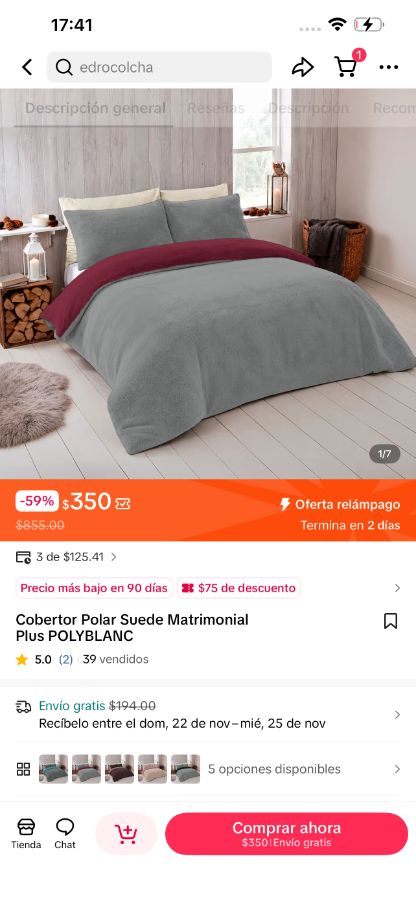 17:41
edrocolcha
1
Descripción general Reseñas Descripción Recom
1/7
-59% $350
Oferta relámpago
$855.00
Termina en 2 días
3 de $125.41
Precio más bajo en 90 días $75 de descuento
Cobertor Polar Suede Matrimonial
Plus POLYBLANC
5.0 (2) 39 vendidos
Envío gratis $194.00
Recíbelo entre el dom, 22 de nov–mié, 25 de nov
5 opciones disponibles
Tienda
Chat
Comprar ahora
$350|Envío gratis